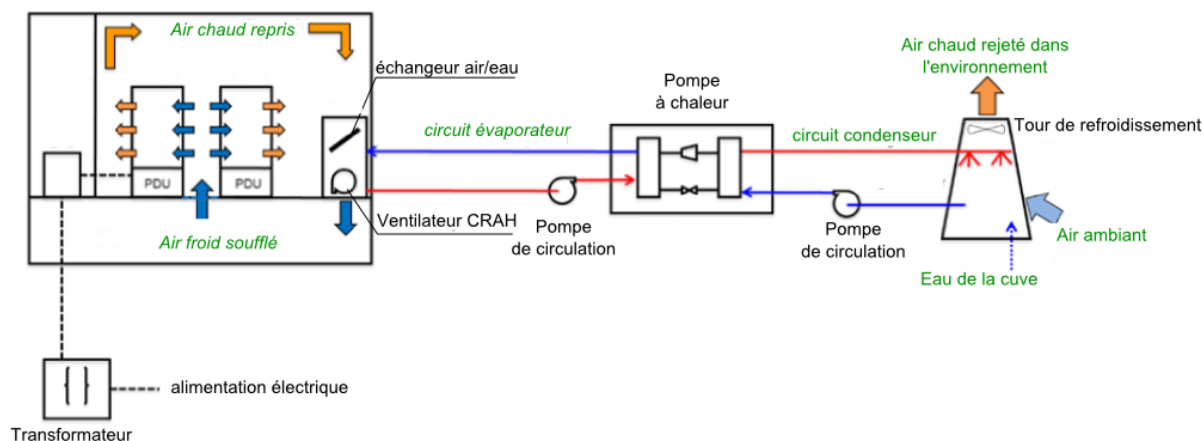 Air chaud repris
échangeur air/eau
PDU
PDU
Ventilateur CRAH
Air froid soufflé
circuit évaporateur
Pompe
à chaleur
Pompe
de circulation
circuit condenseur
Pompe
de circulation
Air chaud rejeté dans
l'environnement
Tour de refroidissement
Air ambiant
Eau de la cuve
alimentation électrique
Transformateur